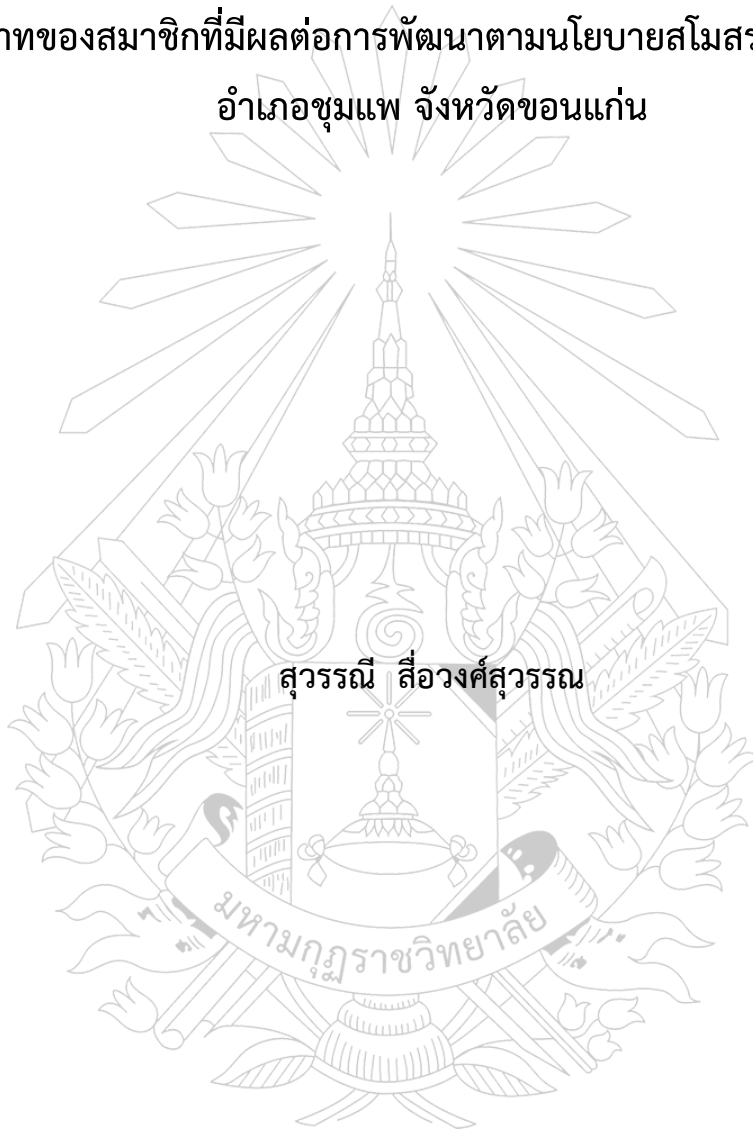 าทของสมาชิกที่มีผลต่อการพัฒนาตามนโยบายสโมสร
อำเภอชุมแพ จังหวัดขอนแก่น
สุวรรณี สื่อวงศ์สุวรรณ
มหามกุฏราชวิทยาลัย